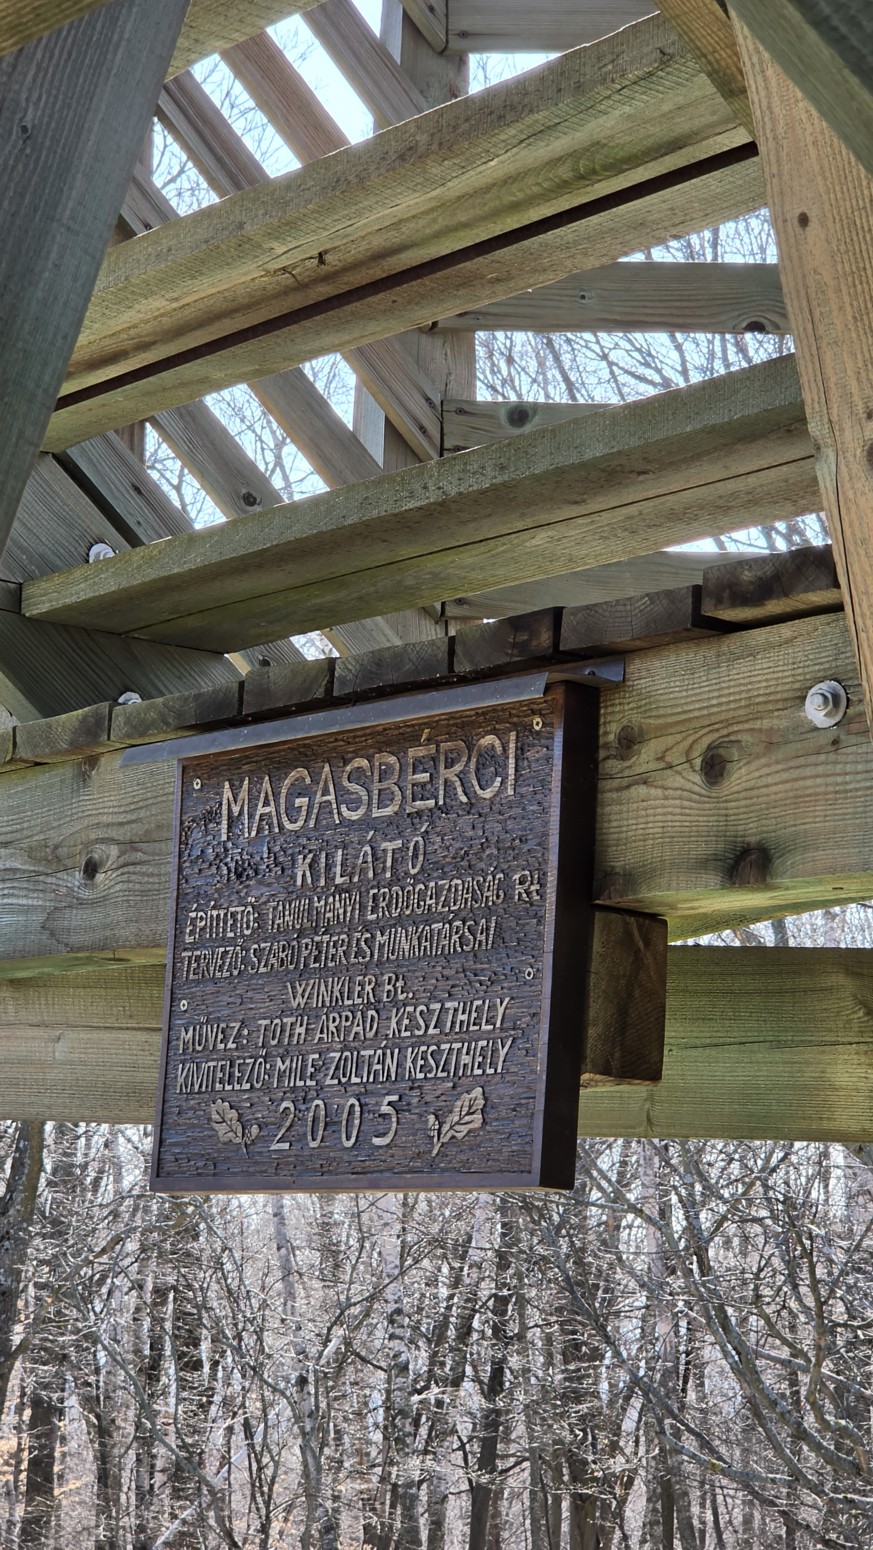 MAGASBÉRCI
KILÁTÓ
ÉPÍTTETŐ: TANULMÁNYI ERDŐGAZDASÁG Rt.
TERVEZŐ: SZABÓ PÉTER ÉS MUNKATÁRSAI
WINKLER Bt.
MŰVEZ: TÓTH ÁRPÁD KESZTHELY
KIVITELEZŐ: MILE ZOLTÁN KESZTHELY
2005